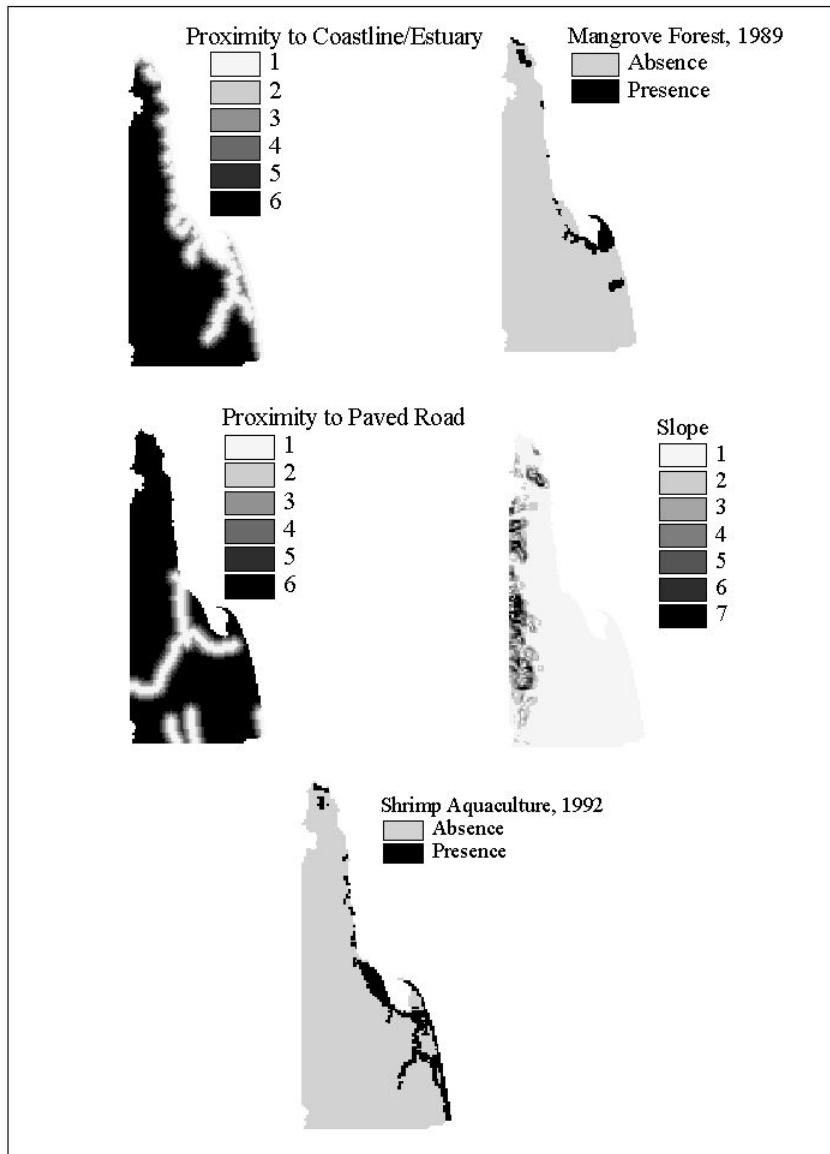 Proximity to Coastline/Estuary
1
2
3
4
5
6
Mangrove Forest, 1989
Absence
Presence
Proximity to Paved Road
1
2
3
4
5
6
Slope
1
2
3
4
5
6
7
Shrimp Aquaculture, 1992
Absence
Presence